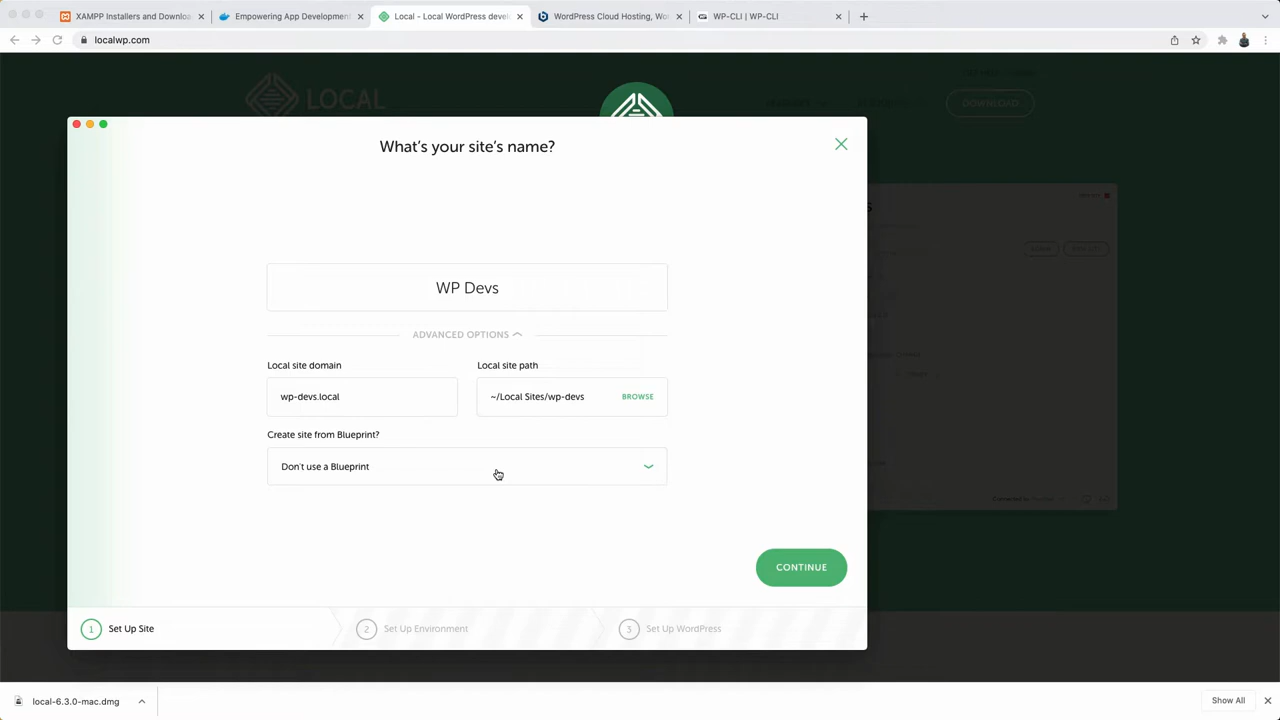 XAMPP Installers and Downloa
Empowering App Development
Local - Local WordPress devel
WordPress Cloud Hosting, Wo
WP-CLI | WP-CLI
localwp.com
LOCAL
DOWNLOAD
What's your site's name?
WP Devs
ADVANCED OPTIONS
Local site domain
Local site path
wp-devs.local
~/Local Sites/wp-devs
BROWSE
Create site from Blueprint?
Don't use a Blueprint
CONTINUE
1 Set Up Site
2 Set Up Environment
3 Set Up WordPress
local-6.3.0-mac.dmg
Show All